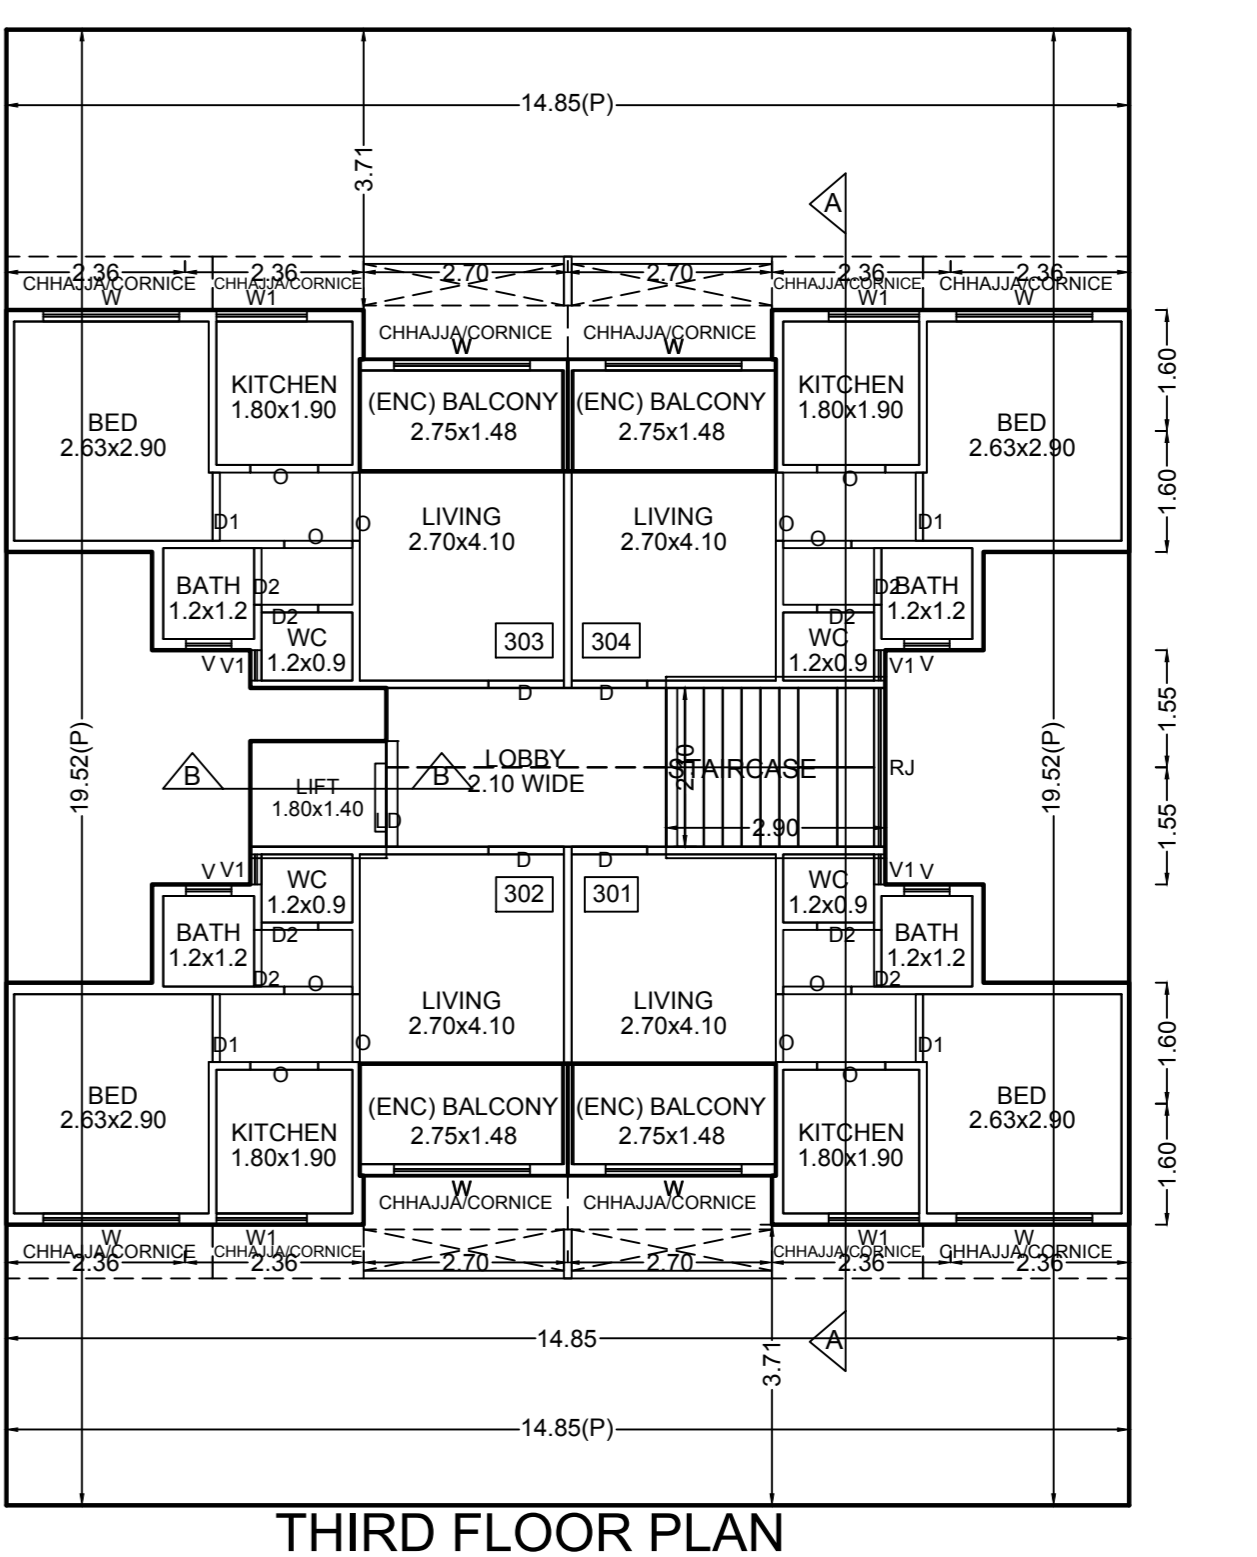 14.85(P)
3.71
A
2.36
2.36
2.70
2.70
2.36
2.36
CHHAJJA/CORNICE
CHHAJJA/CORNICE
CHHAJJA/CORNICE
CHHAJJA/CORNICE
W
W1
W1
W
CHHAJJA/CORNICE
CHHAJJA/CORNICE
W
W
1.60
KITCHEN
1.80x1.90
(ENC) BALCONY
2.75x1.48
(ENC) BALCONY
2.75x1.48
KITCHEN
1.80x1.90
BED
2.63x2.90
BED
2.63x2.90
O
O
1.60
D1
O
O
LIVING
2.70x4.10
LIVING
2.70x4.10
O
O
D1
BATH
1.2x1.2
D2
D2
BATH
1.2x1.2
D2
WC
1.2x0.9
303
304
D2
WC
1.2x0.9
V V1
V1 V
D
D
1.55
19.52(P)
B
LIFT
1.80x1.40
LD
B
LOBBY
2.10 WIDE
2.10
STAIRCASE
RJ
19.52(P)
2.90
1.55
V V1
D
D
V1 V
WC
1.2x0.9
302
301
WC
1.2x0.9
D2
D2
BATH
1.2x1.2
BATH
1.2x1.2
D2
O
O
D2
LIVING
2.70x4.10
LIVING
2.70x4.10
D1
O
O
D1
1.60
O
O
BED
2.63x2.90
BED
2.63x2.90
(ENC) BALCONY
2.75x1.48
(ENC) BALCONY
2.75x1.48
KITCHEN
1.80x1.90
KITCHEN
1.80x1.90
1.60
W
W
CHHAJJA/CORNICE
CHHAJJA/CORNICE
W
W1
W1
W
CHHAJJA/CORNICE
CHHAJJA/CORNICE
CHHAJJA/CORNICE
CHHAJJA/CORNICE
2.36
2.36
2.70
2.70
2.36
2.36
14.85
A
3.71
14.85(P)
THIRD FLOOR PLAN